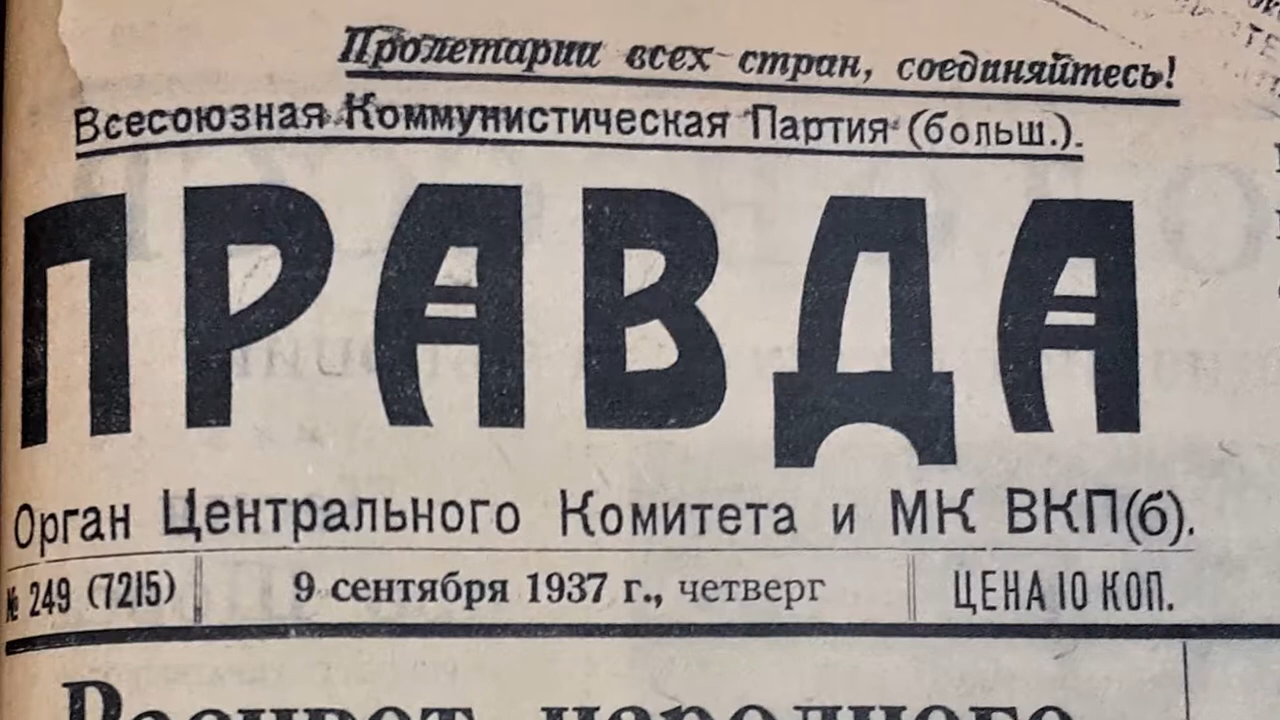 Пролетарии всех стран, соединяйтесь!
Всесоюзная Коммунистическая Партия (больш.).
ПРАВДА
Орган Центрального Комитета и МК ВКП(б).
№ 249 (7215) 9 сентября 1937 г., четверг ЦЕНА 10 КОП.
Расцвет народного